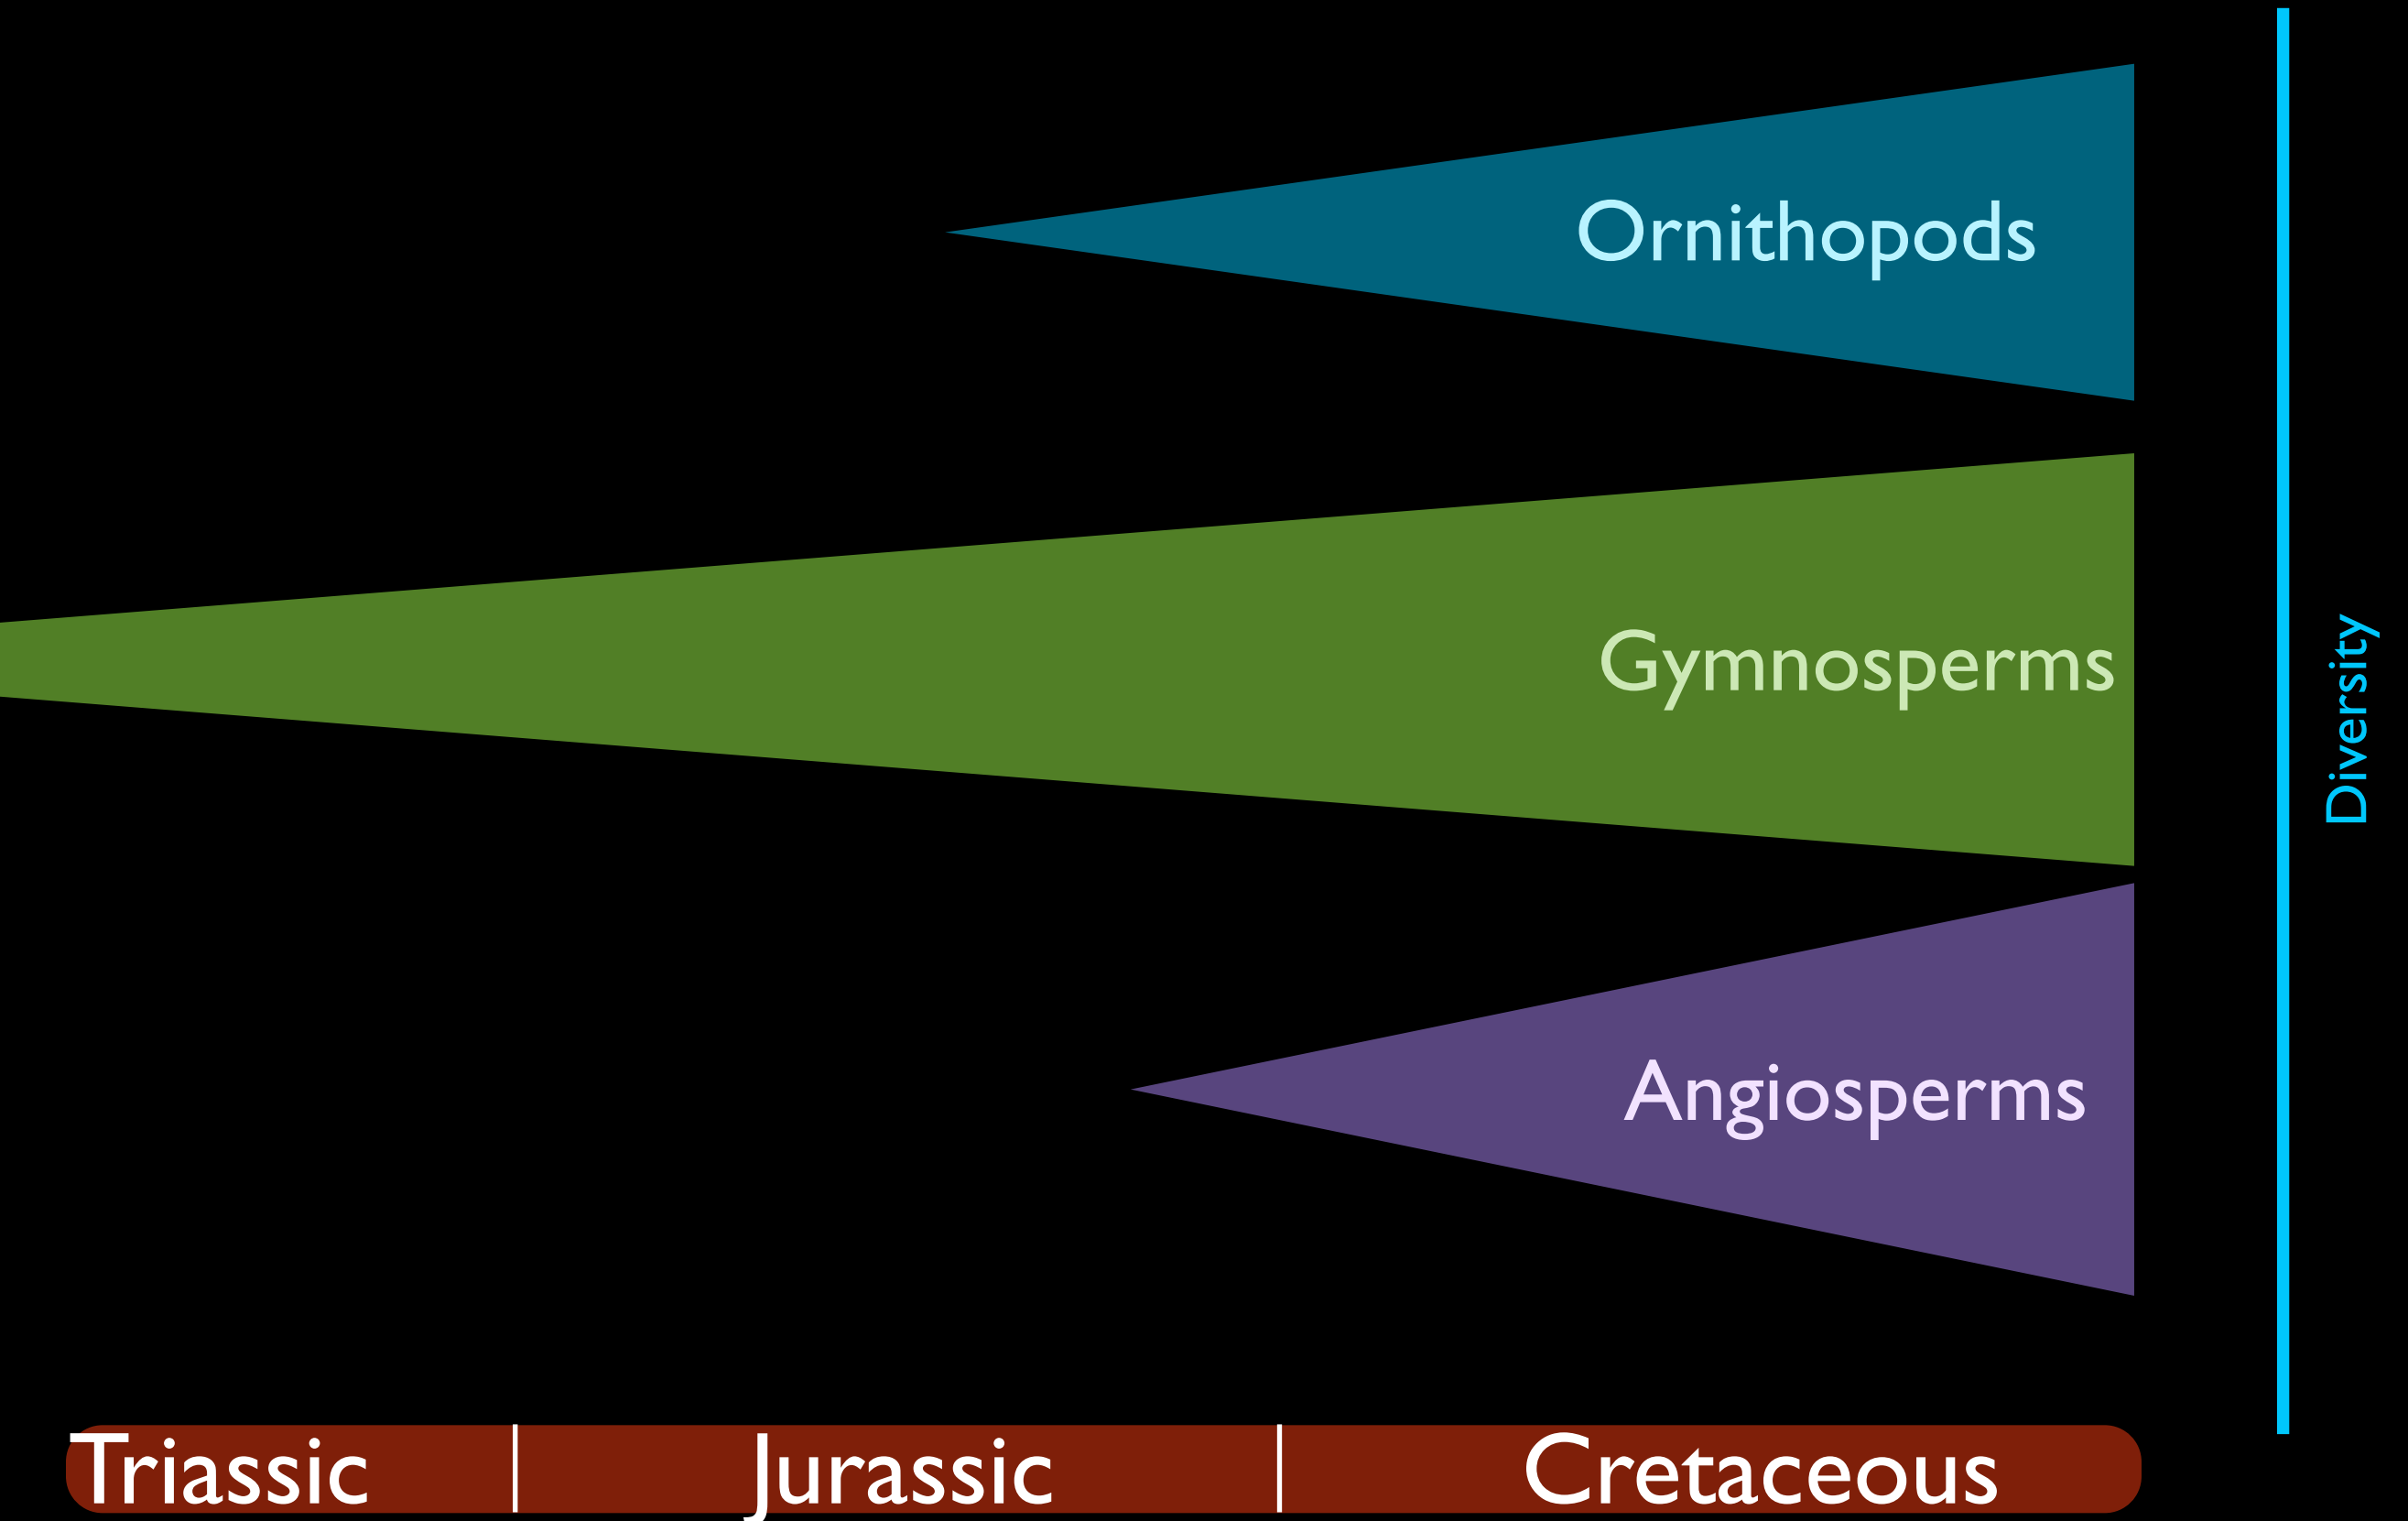 Ornithopods
Gymnosperms
Diversity
Angiosperms
Triassic
Jurassic
Cretaceous